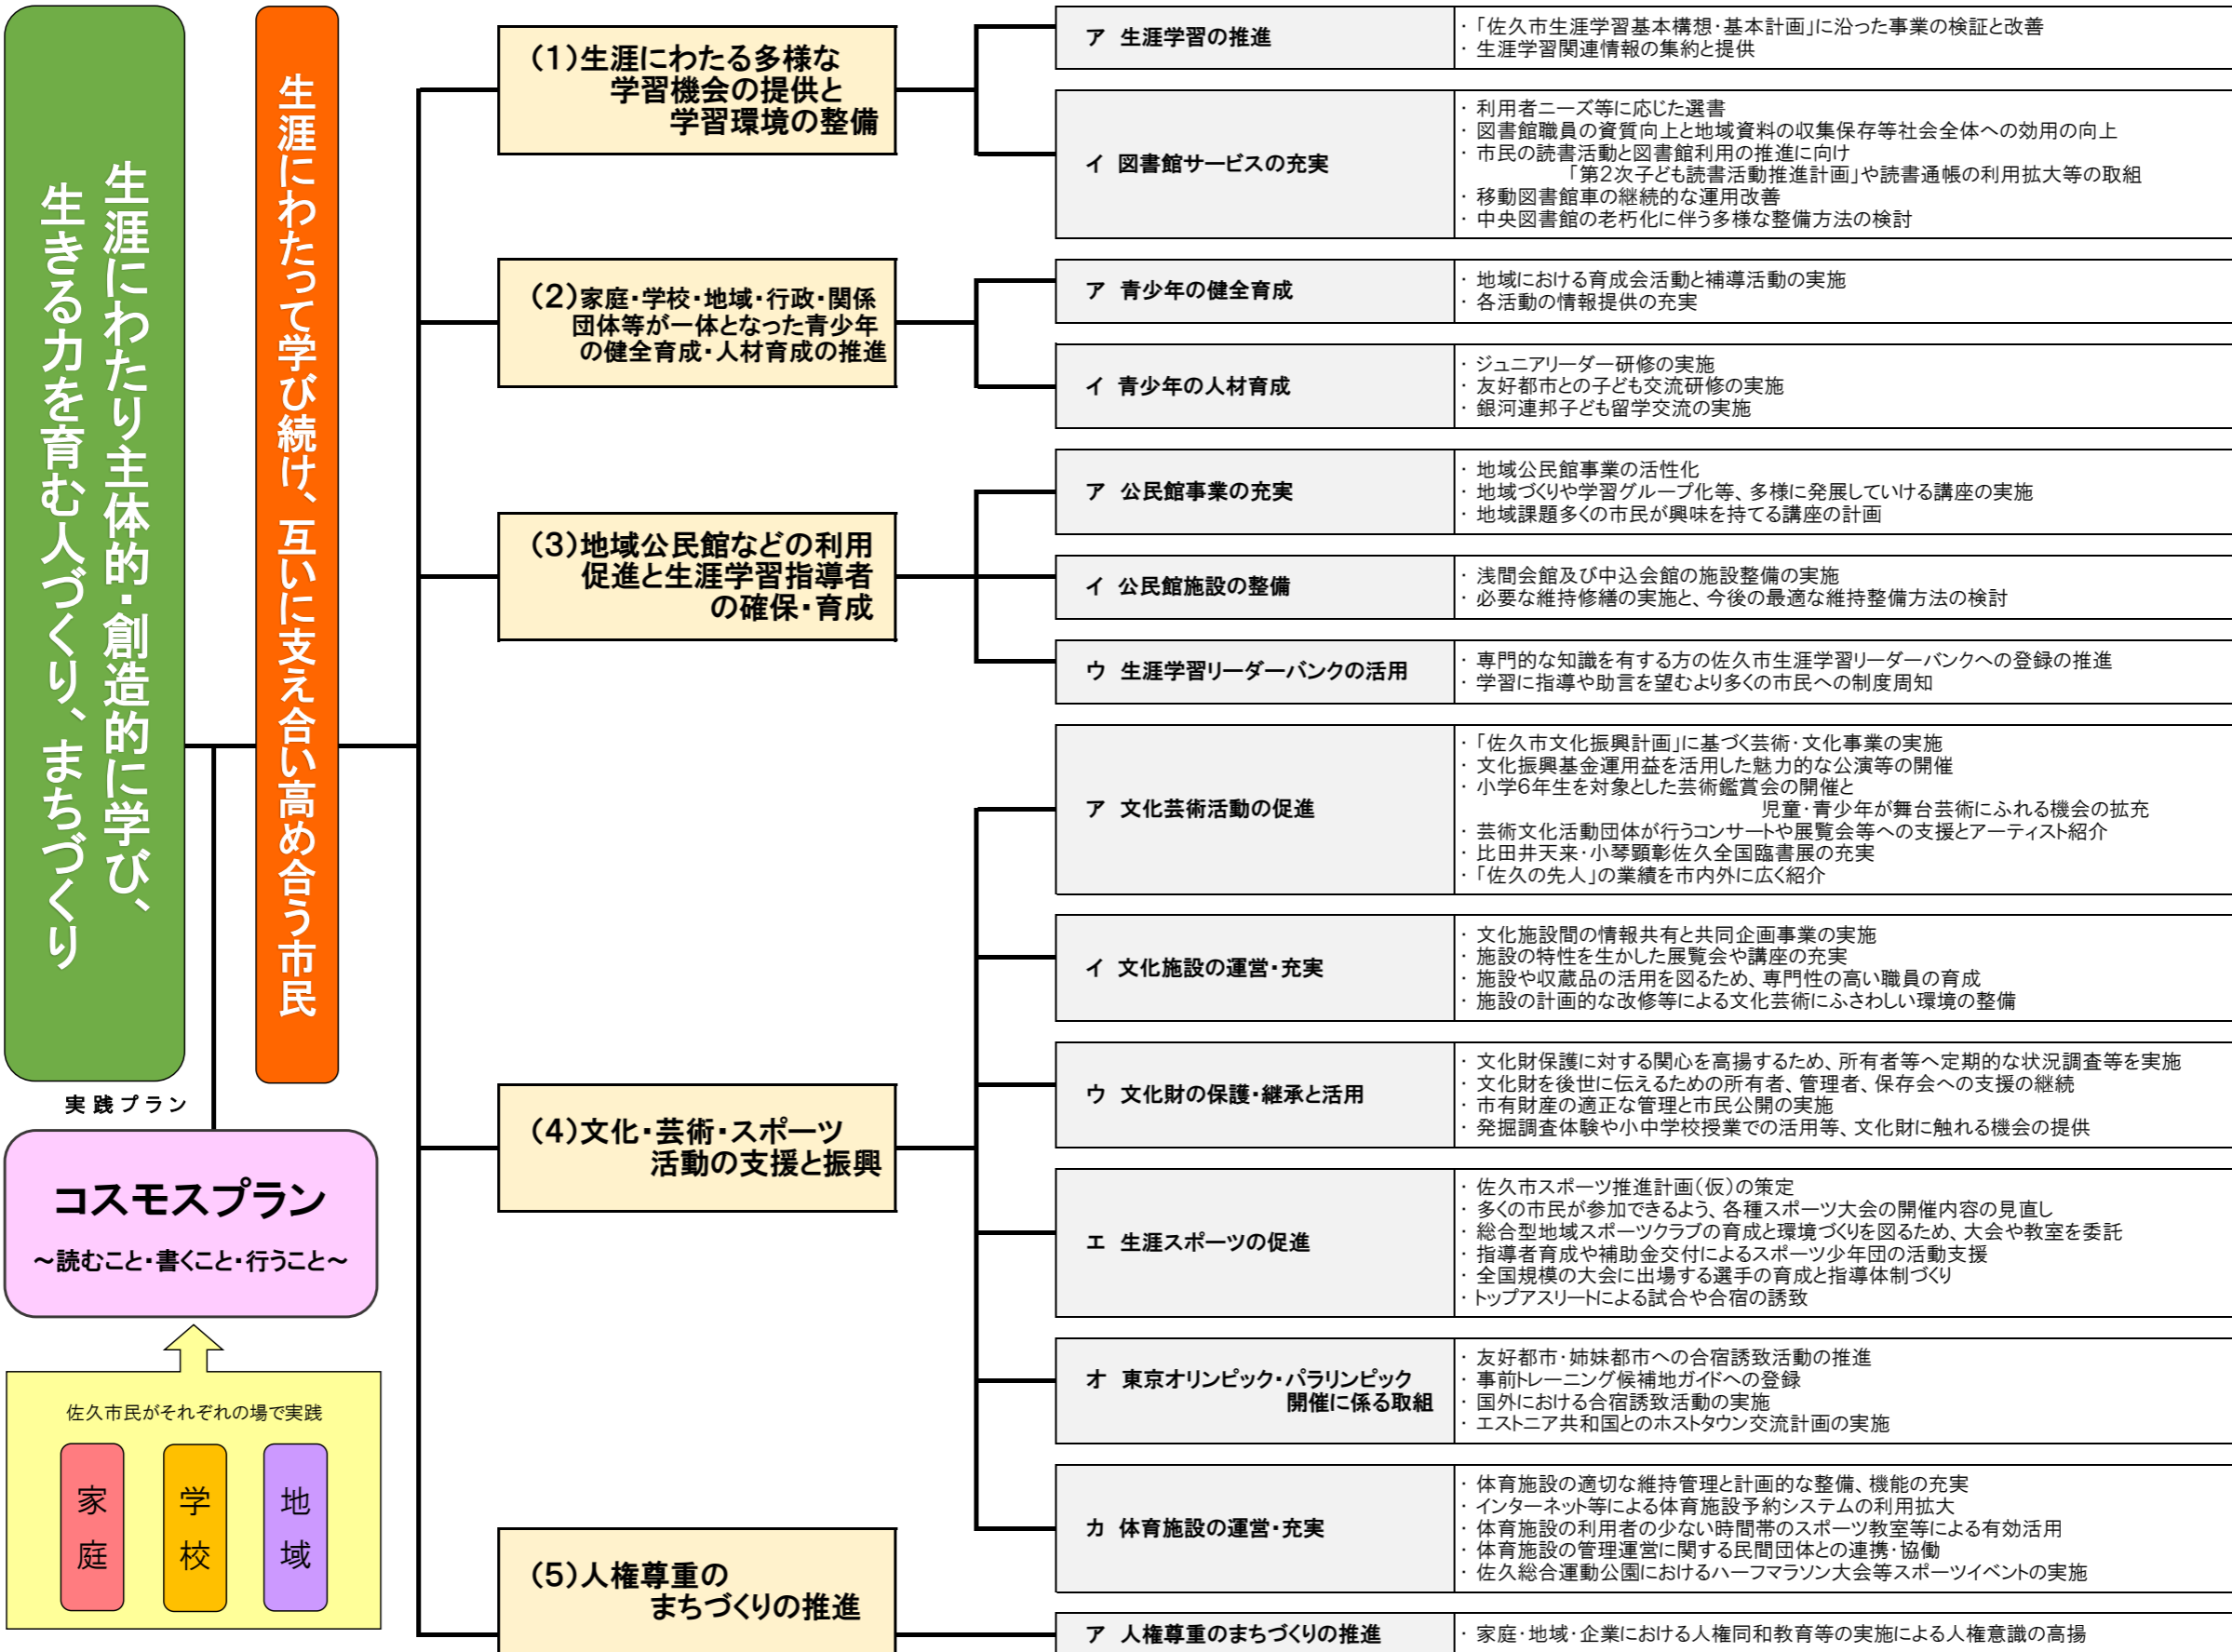 生涯にわたり主体的・創造的に学び、
生きる力を育む人づくり、まちづくり
実践プラン
コスモスプラン
～読むこと・書くこと・行うこと～
佐久市民がそれぞれの場で実践
家庭
学校
地域
生涯にわたって学び続け、互いに支え合い高め合う市民
(1)生涯にわたる多様な
学習機会の提供と
学習環境の整備
ア 生涯学習の推進
・「佐久市生涯学習基本構想・基本計画」に沿った事業の検証と改善
・ 生涯学習関連情報の集約と提供
イ 図書館サービスの充実
・ 利用者ニーズ等に応じた選書
・ 図書館職員の資質向上と地域資料の収集保存等社会全体への効用の向上
・ 市民の読書活動と図書館利用の推進に向け
「第2次子ども読書活動推進計画」や読書通帳の利用拡大等の取組
・ 移動図書館車の継続的な運用改善
・ 中央図書館の老朽化に伴う多様な整備方法の検討
(2)家庭・学校・地域・行政・関係
団体等が一体となった青少年
の健全育成・人材育成の推進
ア 青少年の健全育成
・ 地域における育成会活動と補導活動の実施
・ 各活動の情報提供の充実
イ 青少年の人材育成
・ ジュニアリーダー研修の実施
・ 友好都市との子ども交流研修の実施
・ 銀河連邦子ども留学交流の実施
(3)地域公民館などの利用
促進と生涯学習指導者
の確保・育成
ア 公民館事業の充実
・ 地域公民館事業の活性化
・ 地域づくりや学習グループ化等、多様に発展していける講座の実施
・ 地域課題多くの市民が興味を持てる講座の計画
イ 公民館施設の整備
・ 浅間会館及び中込会館の施設整備の実施
・ 必要な維持修繕の実施と、今後の最適な維持整備方法の検討
ウ 生涯学習リーダーバンクの活用
・ 専門的な知識を有する方の佐久市生涯学習リーダーバンクへの登録の推進
・ 学習に指導や助言を望むより多くの市民への制度周知
(4)文化・芸術・スポーツ
活動の支援と振興
ア 文化芸術活動の促進
・「佐久市文化振興計画」に基づく芸術・文化事業の実施
・ 文化振興基金運用益を活用した魅力的な公演等の開催
・ 小学6年生を対象とした芸術鑑賞会の開催と
児童・青少年が舞台芸術にふれる機会の拡充
・ 芸術文化活動団体が行うコンサートや展覧会等への支援とアーティスト紹介
・ 比田井天来・小琴顕彰佐久全国臨書展の充実
・「佐久の先人」の業績を市内外に広く紹介
イ 文化施設の運営・充実
・ 文化施設間の情報共有と共同企画事業の実施
・ 施設の特性を生かした展覧会や講座の充実
・ 施設や収蔵品の活用を図るため、専門性の高い職員の育成
・ 施設の計画的な改修等による文化芸術にふさわしい環境の整備
ウ 文化財の保護・継承と活用
・ 文化財保護に対する関心を高揚するため、所有者等へ定期的な状況調査等を実施
・ 文化財を後世に伝えるための所有者、管理者、保存会への支援の継続
・ 市有財産の適正な管理と市民公開の実施
・ 発掘調査体験や小中学校授業での活用等、文化財に触れる機会の提供
エ 生涯スポーツの促進
・ 佐久市スポーツ推進計画(仮)の策定
・ 多くの市民が参加できるよう、各種スポーツ大会の開催内容の見直し
・ 総合型地域スポーツクラブの育成と環境づくりを図るため、大会や教室を委託
・ 指導者育成や補助金交付によるスポーツ少年団の活動支援
・ 全国規模の大会に出場する選手の育成と指導体制づくり
・ トップアスリートによる試合や合宿の誘致
オ 東京オリンピック・パラリンピック
開催に係る取組
・ 友好都市・姉妹都市への合宿誘致活動の推進
・ 事前トレーニング候補地ガイドへの登録
・ 国外における合宿誘致活動の実施
・ エストニア共和国とのホストタウン交流計画の実施
カ 体育施設の運営・充実
・ 体育施設の適切な維持管理と計画的な整備、機能の充実
・ インターネット等による体育施設予約システムの利用拡大
・ 体育施設の利用者の少ない時間帯のスポーツ教室等による有効活用
・ 体育施設の管理運営に関する民間団体との連携・協働
・ 佐久総合運動公園におけるハーフマラソン大会等スポーツイベントの実施
(5)人権尊重の
まちづくりの推進
ア 人権尊重のまちづくりの推進
・ 家庭・地域・企業における人権同和教育等の実施による人権意識の高揚